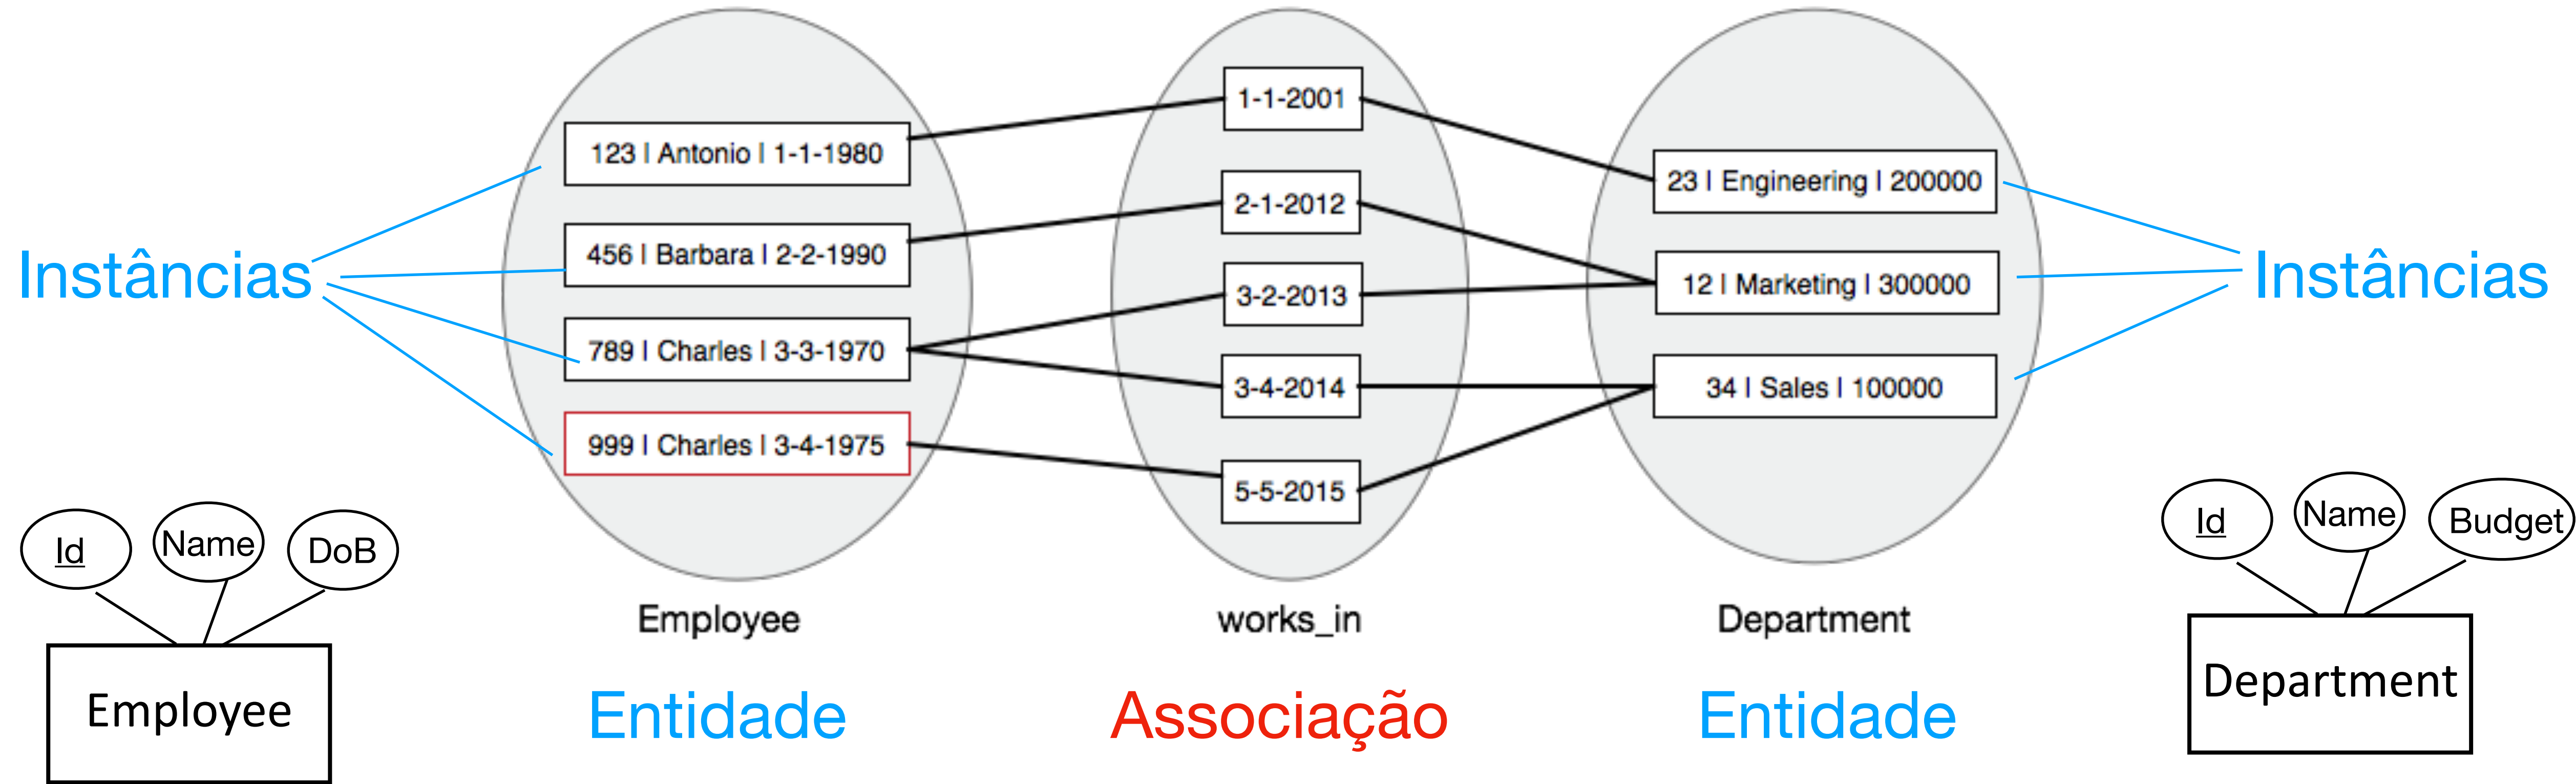 1-1-2001
123 | Antonio | 1-1-1980
23 | Engineering | 200000
2-1-2012
456 | Barbara | 2-2-1990
Instâncias
3-2-2013
12 | Marketing | 300000
Instâncias
789 | Charles | 3-3-1970
3-4-2014
34 | Sales | 100000
999 | Charles | 3-4-1975
5-5-2015
Id
Name
DoB
Id
Name
Budget
Employee
works_in
Department
Employee
Entidade
Associação
Entidade
Department